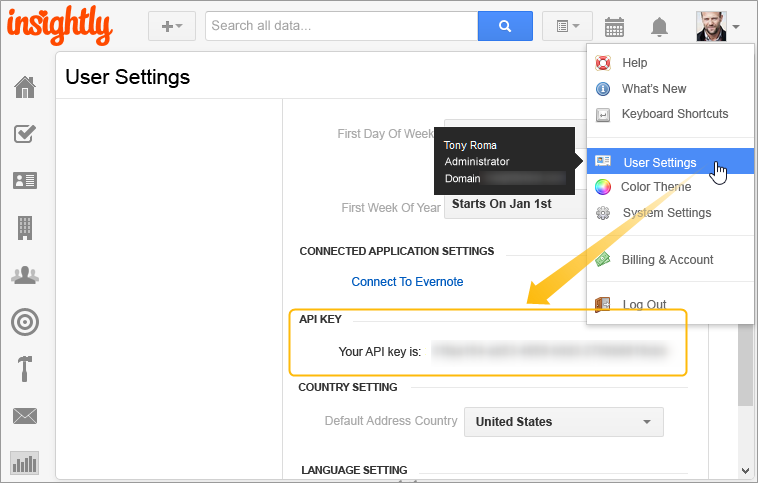 insightly
Search all data...
User Settings
Help
What's New
Keyboard Shortcuts
User Settings
Color Theme
System Settings
Billing & Account
Log Out
First Day Of Week
Tony Roma
Administrator
Domain
First Week Of Year
Starts On Jan 1st
CONNECTED APPLICATION SETTINGS
Connect To Evernote
API KEY
Your API key is:
COUNTRY SETTING
Default Address Country
United States
LANGUAGE SETTING